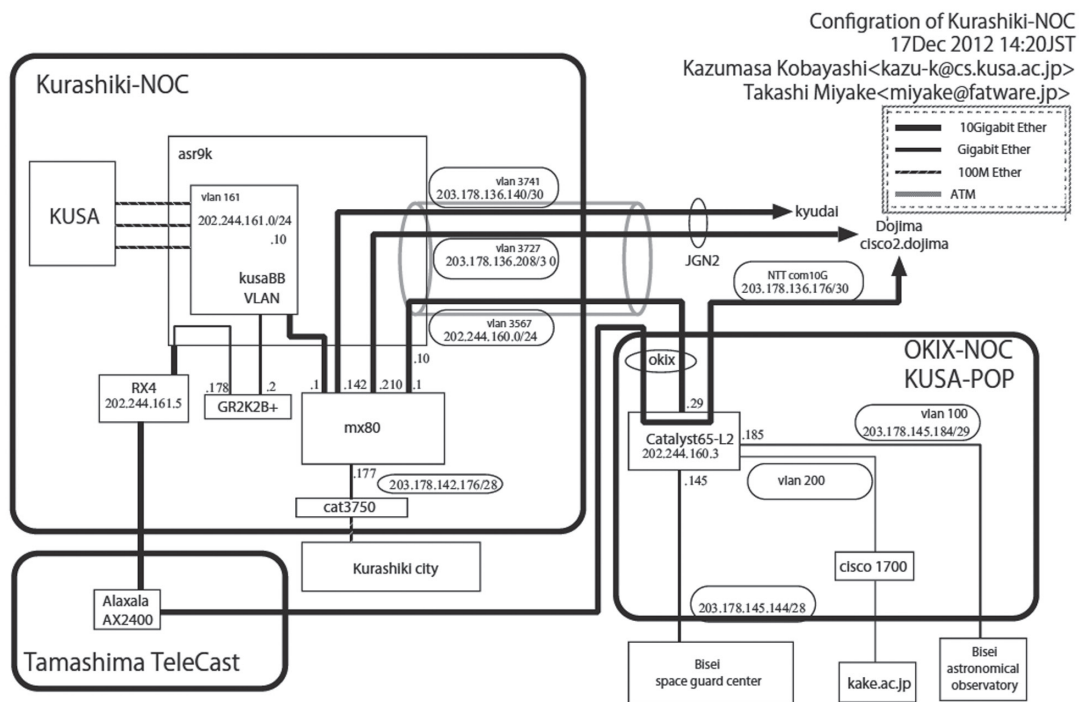 Configration of Kurashiki-NOC
17Dec 2012 14:20JST
Kazumasa Kobayashi<kazu-k@cs.kusa.ac.jp>
Takashi Miyake<miyake@fatware.jp>
10Gigabit Ether
Gigabit Ether
100M Ether
ATM
Kurashiki-NOC
asr9k
KUSA
vlan 161
202.244.161.0/24
.10
kusaBB
VLAN
vlan 3741
203.178.136.140/30
vlan 3727
203.178.136.208/3 0
vlan 3567
202.244.160.0/24
.10
JGN2
kyudai
Dojima
cisco2.dojima
NTT com10G
203.178.136.176/30
RX4
202.244.161.5
.178
.2
GR2K2B+
.1
.142
.210
.1
mx80
.177
203.178.142.176/28
cat3750
Kurashiki city
OKIX-NOC
KUSA-POP
okix
.29
Catalyst65-L2
202.244.160.3
.185
.145
vlan 100
203.178.145.184/29
vlan 200
cisco 1700
203.178.145.144/28
Alaxala
AX2400
Tamashima TeleCast
Bisei
space guard center
kake.ac.jp
Bisei
astronomical
observatory